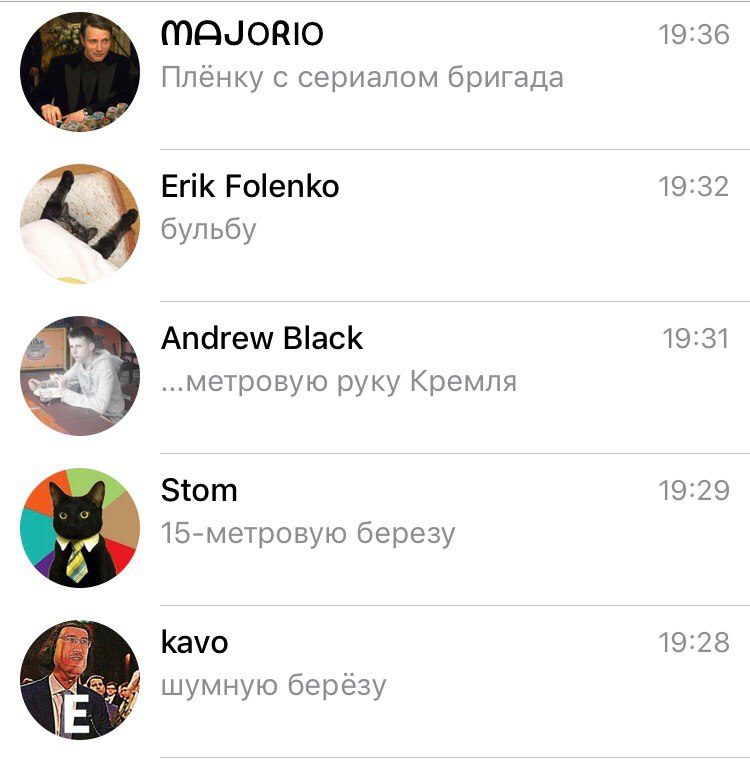 MAJORIO
19:36
Плёнку с сериалом бригада
Erik Folenko
19:32
бульбу
Andrew Black
19:31
...метровую руку Кремля
Stom
19:29
15-метровую березу
kavo
19:28
шумную берёзу
E